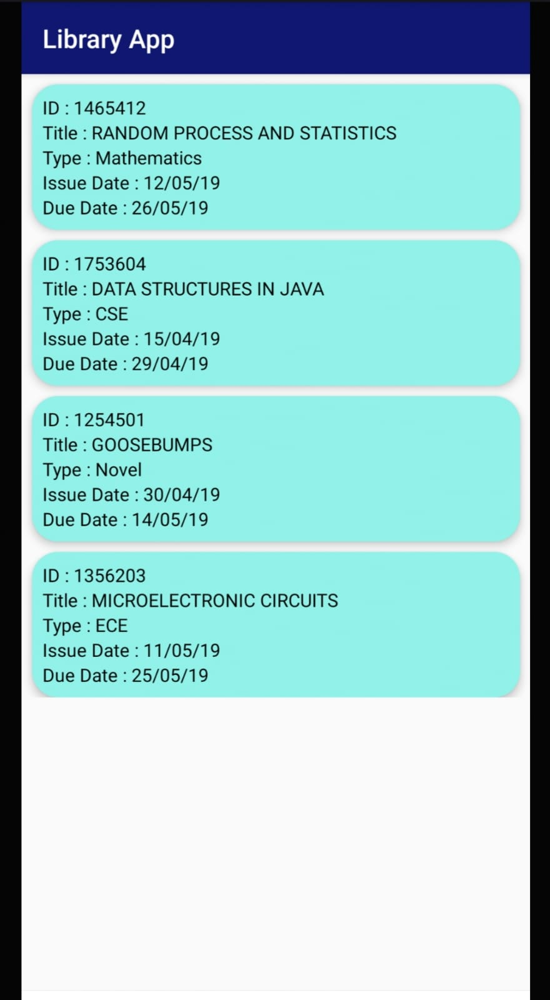 Library App
ID : 1465412
Title : RANDOM PROCESS AND STATISTICS
Type : Mathematics
Issue Date : 12/05/19
Due Date : 26/05/19
ID : 1753604
Title : DATA STRUCTURES IN JAVA
Type : CSE
Issue Date : 15/04/19
Due Date : 29/04/19
ID : 1254501
Title : GOOSEBUMPS
Type : Novel
Issue Date : 30/04/19
Due Date : 14/05/19
ID : 1356203
Title : MICROELECTRONIC CIRCUITS
Type : ECE
Issue Date : 11/05/19
Due Date : 25/05/19